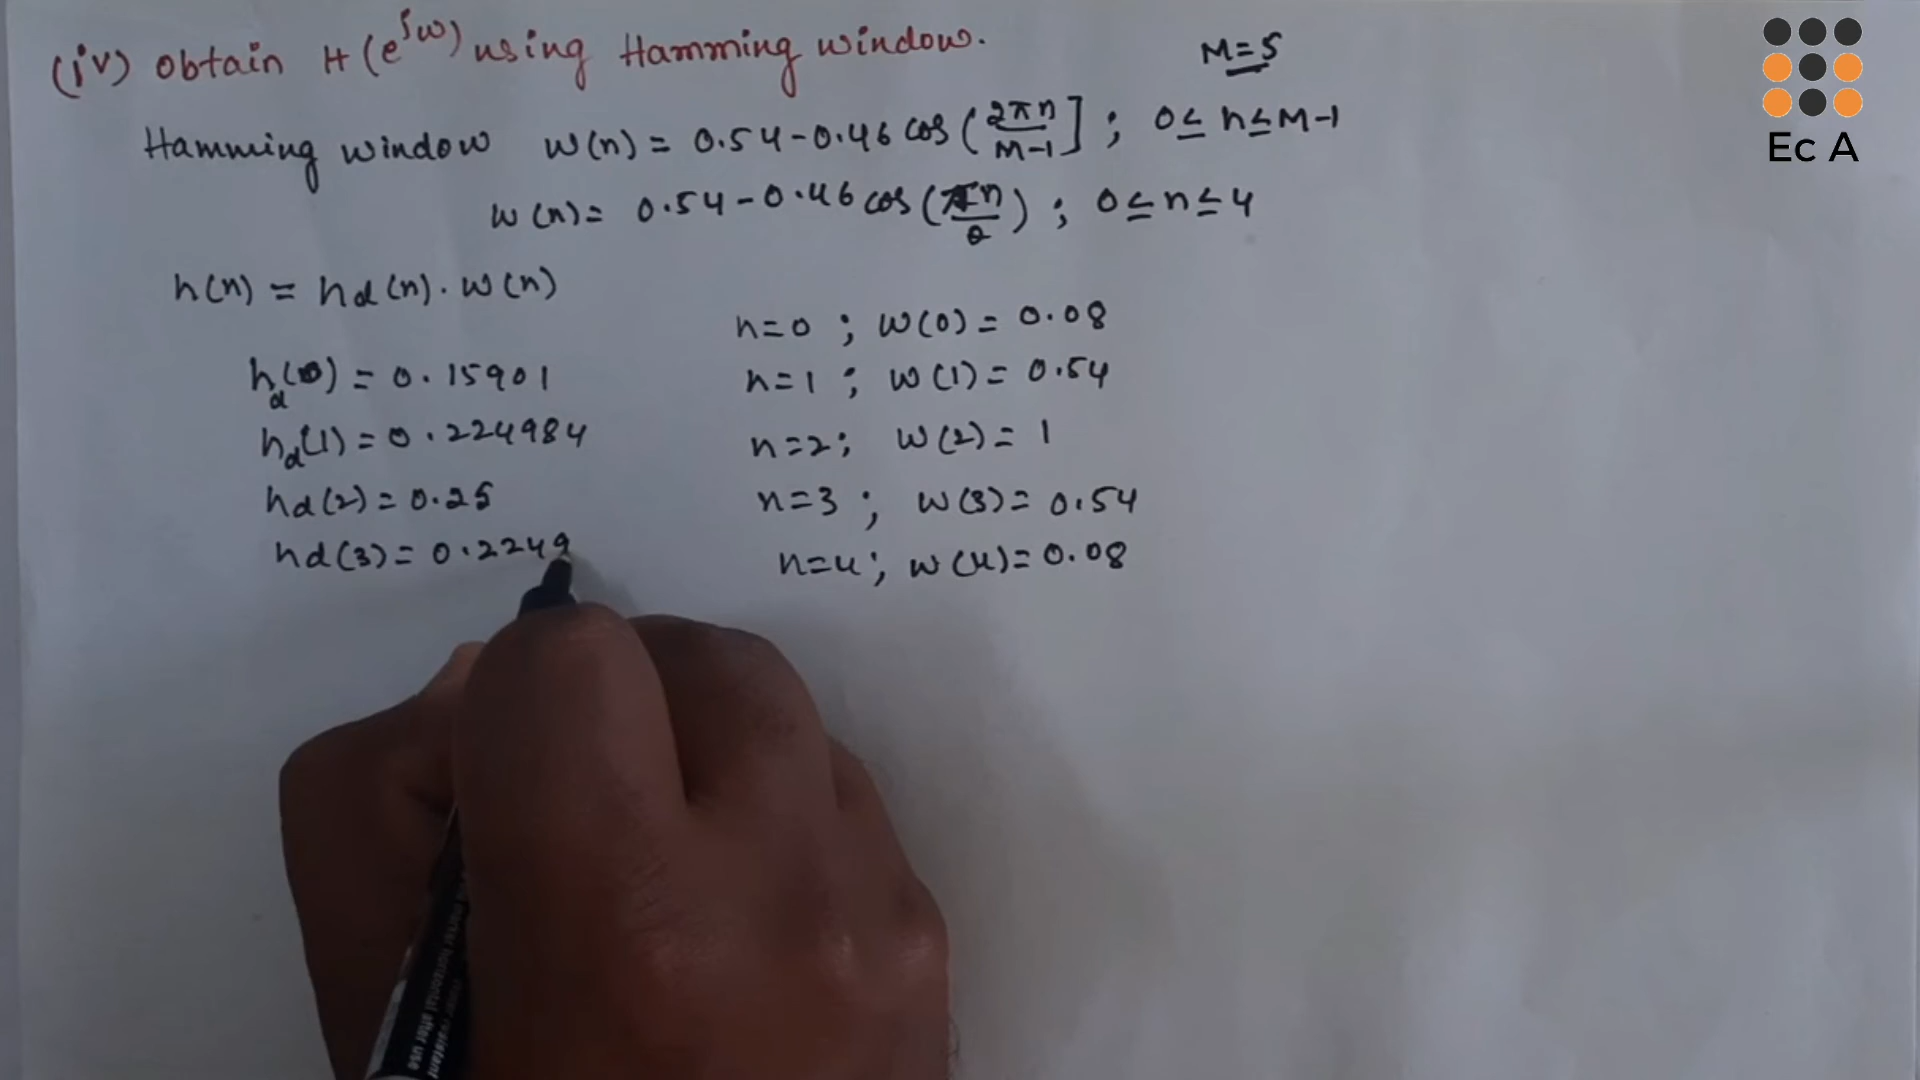 (iv) Obtain H(e^jω) using Hamming window.
M=5
Hamming window w(n) = 0.54-0.46 cos(2πn/M-1] ; 0≤n≤M-1
w(n)= 0.54-0.46 cos(πn/2) ; 0≤n≤4
h(n) = hd(n).w(n)
n=0 ; w(0)= 0.08
hd(0)=0.15901
n=1 ; w(1)= 0.54
hd(1)=0.224984
n=2; w(2)= 1
hd(2)=0.25
n=3 ; w(3)= 0.54
hd(3)=0.2249
n=4; w(4)=0.08
Ec A